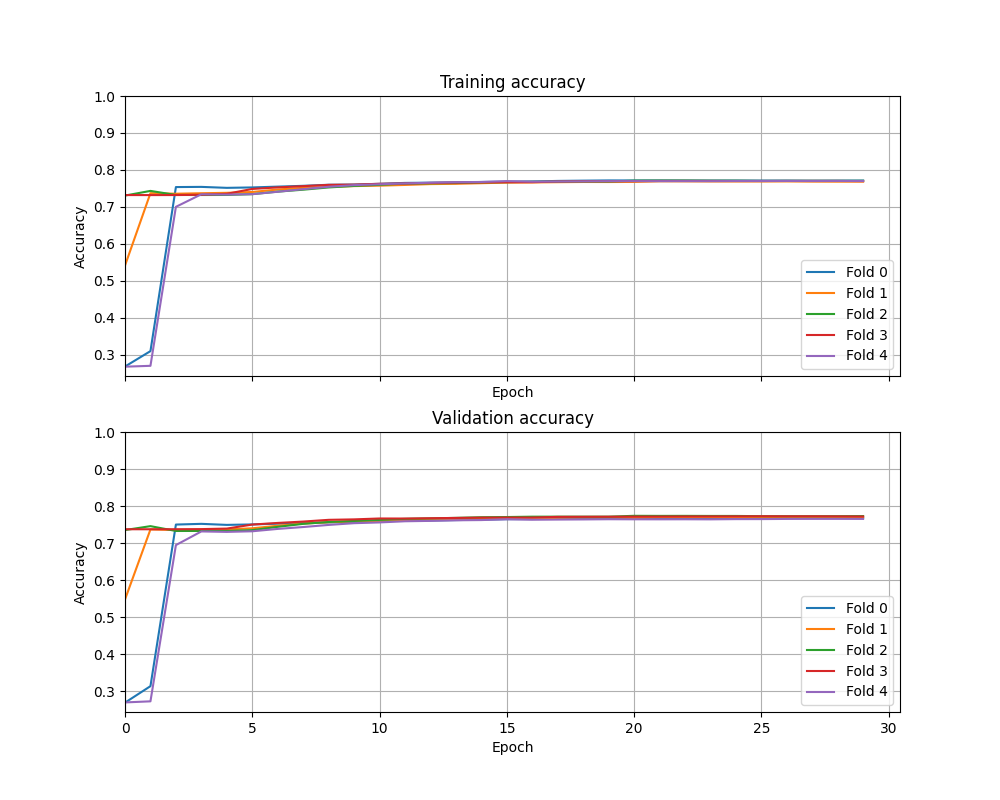 Training accuracy
1.0
0.9
0.8
0.7
0.6
0.5
0.4
0.3
Accuracy
Fold 0
Fold 1
Fold 2
Fold 3
Fold 4
Epoch
Validation accuracy
1.0
0.9
0.8
0.7
0.6
0.5
0.4
0.3
Accuracy
Fold 0
Fold 1
Fold 2
Fold 3
Fold 4
0 5 10 15 20 25 30
Epoch